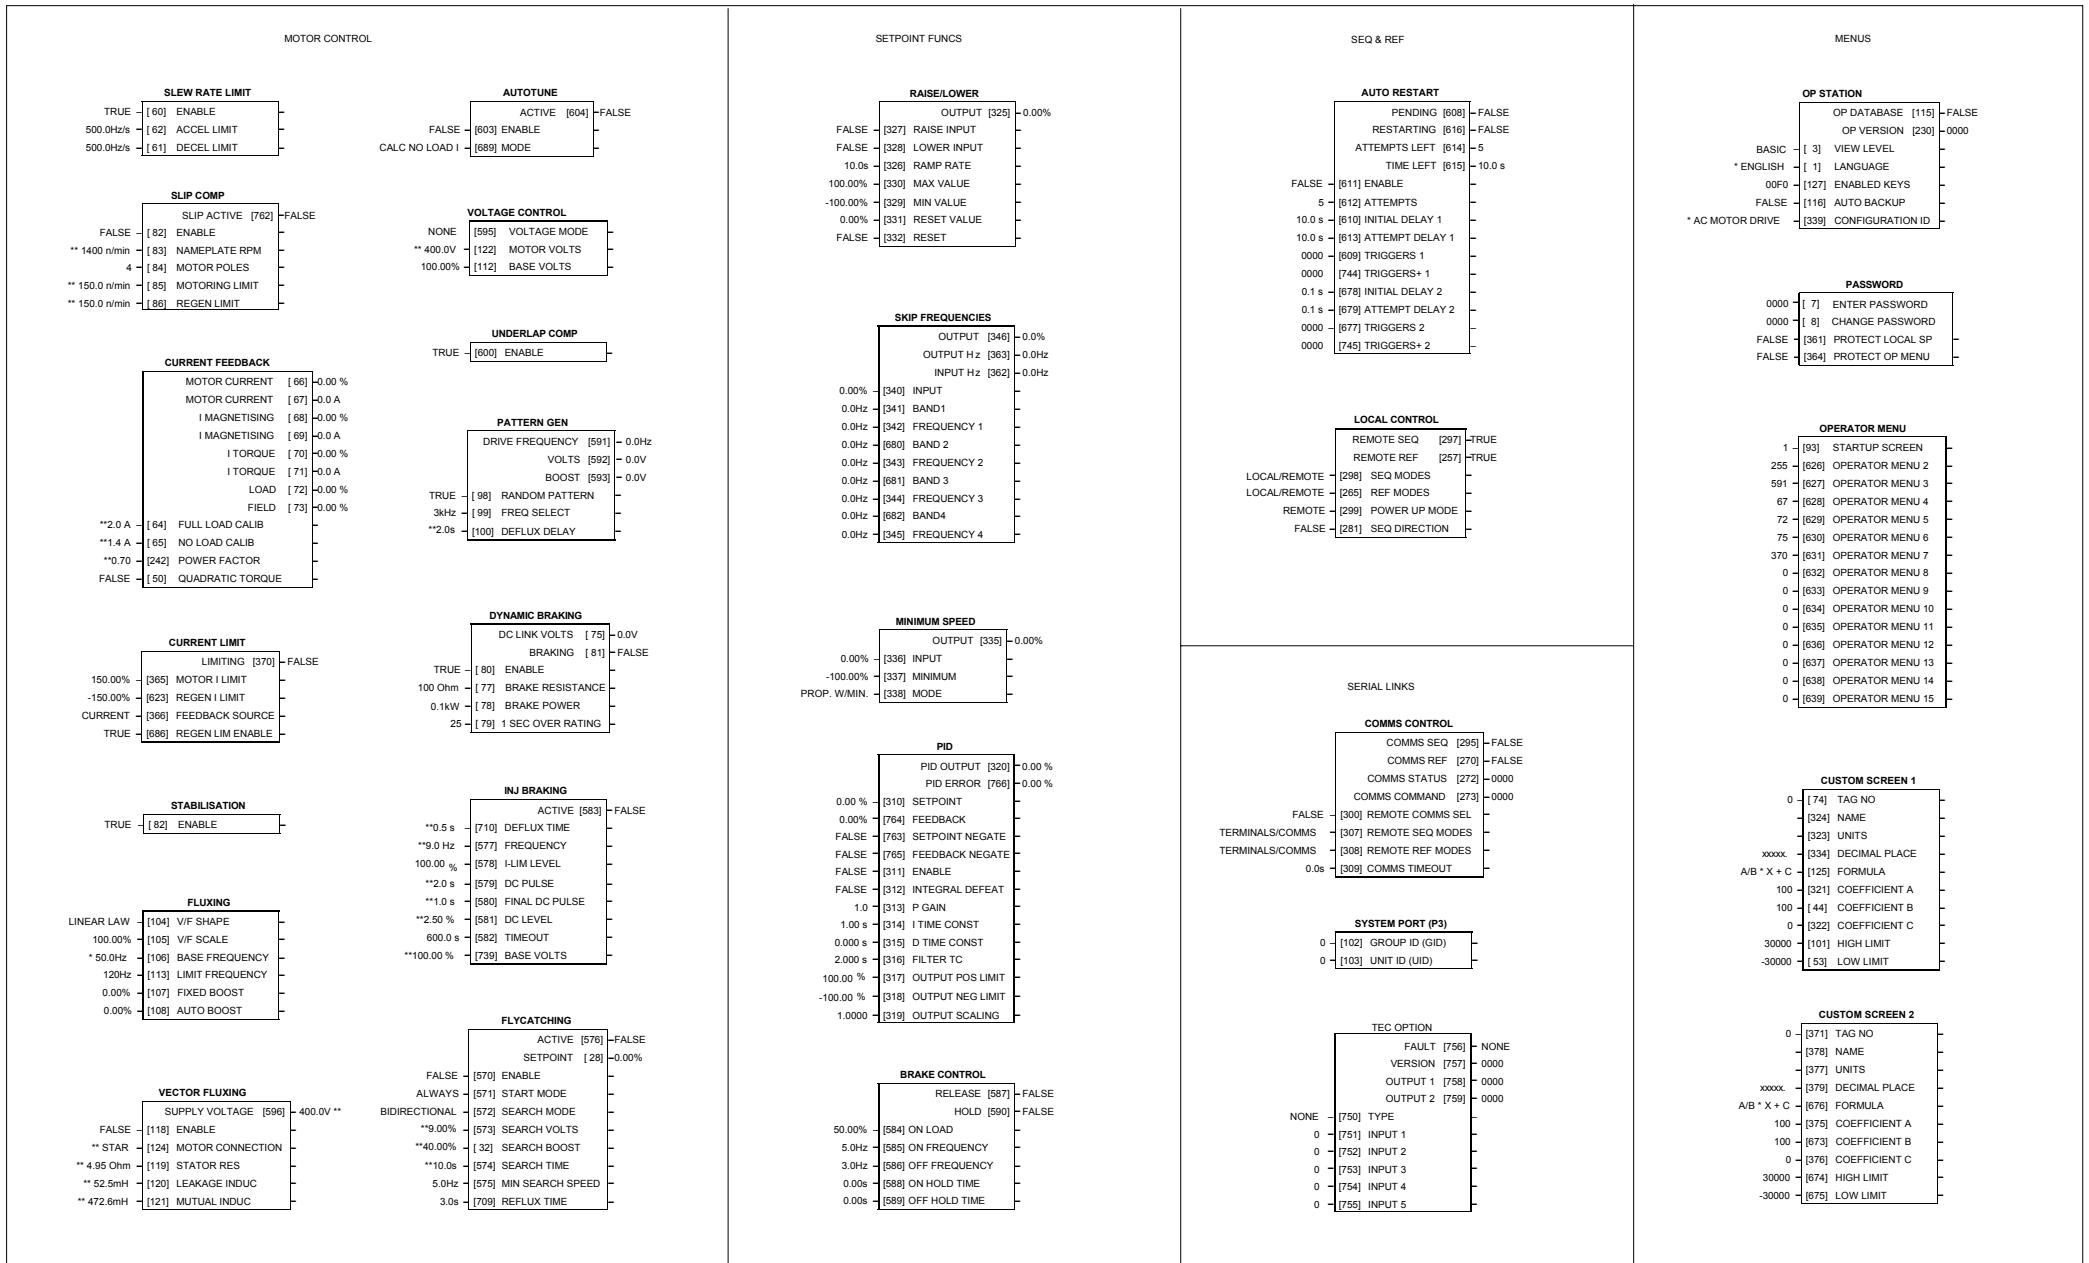 MOTOR CONTROL
SLEW RATE LIMIT
TRUE [ 60] ENABLE
500.0Hz/s [ 62] ACCEL LIMIT
500.0Hz/s [ 61] DECEL LIMIT
SLIP COMP
SLIP ACTIVE [762] FALSE
FALSE [ 82] ENABLE
** 1400 n/min [ 83] NAMEPLATE RPM
4 [ 84] MOTOR POLES
** 150.0 n/min [ 85] MOTORING LIMIT
** 150.0 n/min [ 86] REGEN LIMIT
CURRENT FEEDBACK
MOTOR CURRENT [ 66] 0.00 %
MOTOR CURRENT [ 67] 0.0 A
I MAGNETISING [ 68] 0.00 %
I MAGNETISING [ 69] 0.0 A
I TORQUE [ 70] 0.00 %
I TORQUE [ 71] 0.0 A
LOAD [ 72] 0.00 %
FIELD [ 73] 0.00 %
**2.0 A [ 64] FULL LOAD CALIB
**1.4 A [ 65] NO LOAD CALIB
**0.70 [242] POWER FACTOR
FALSE [ 50] QUADRATIC TORQUE
CURRENT LIMIT
LIMITING [370] FALSE
150.00% [365] MOTOR I LIMIT
-150.00% [623] REGEN I LIMIT
CURRENT [366] FEEDBACK SOURCE
TRUE [686] REGEN LIM ENABLE
STABILISATION
TRUE [ 82] ENABLE
FLUXING
LINEAR LAW [104] V/F SHAPE
100.00% [105] V/F SCALE
* 50.0Hz [106] BASE FREQUENCY
120Hz [113] LIMIT FREQUENCY
0.00% [107] FIXED BOOST
0.00% [108] AUTO BOOST
VECTOR FLUXING
SUPPLY VOLTAGE [596] 400.0V **
FALSE [118] ENABLE
** STAR [124] MOTOR CONNECTION
** 4.95 Ohm [119] STATOR RES
** 52.5mH [120] LEAKAGE INDUC
** 472.6mH [121] MUTUAL INDUC
AUTOTUNE
ACTIVE [604] FALSE
FALSE [603] ENABLE
CALC NO LOAD I [689] MODE
VOLTAGE CONTROL
NONE [595] VOLTAGE MODE
** 400.0V [122] MOTOR VOLTS
100.00% [112] BASE VOLTS
UNDERLAP COMP
TRUE [600] ENABLE
PATTERN GEN
DRIVE FREQUENCY [591] 0.0Hz
VOLTS [592] 0.0V
BOOST [593] 0.0V
TRUE [ 98] RANDOM PATTERN
3kHz [ 99] FREQ SELECT
**2.0s [100] DEFLUX DELAY
DYNAMIC BRAKING
DC LINK VOLTS [ 75] 0.0V
BRAKING [ 81] FALSE
TRUE [ 80] ENABLE
100 Ohm [ 77] BRAKE RESISTANCE
0.1kW [ 78] BRAKE POWER
25 [ 79] 1 SEC OVER RATING
INJ BRAKING
ACTIVE [583] FALSE
**0.5 s [710] DEFLUX TIME
**9.0 Hz [577] FREQUENCY
100.00 % [578] I-LIM LEVEL
**2.0 s [579] DC PULSE
**1.0 s [580] FINAL DC PULSE
**2.50 % [581] DC LEVEL
600.0 s [582] TIMEOUT
**100.00 % [739] BASE VOLTS
FLYCATCHING
ACTIVE [576] FALSE
SETPOINT [ 28] 0.00%
FALSE [570] ENABLE
ALWAYS [571] START MODE
BIDIRECTIONAL [572] SEARCH MODE
**9.00% [573] SEARCH VOLTS
**40.00% [ 32] SEARCH BOOST
**10.0s [574] SEARCH TIME
5.0Hz [575] MIN SEARCH SPEED
3.0s [709] REFLUX TIME
SETPOINT FUNCS
RAISE/LOWER
OUTPUT [325] 0.00%
FALSE [327] RAISE INPUT
FALSE [328] LOWER INPUT
10.0s [326] RAMP RATE
100.00% [330] MAX VALUE
-100.00% [329] MIN VALUE
0.00% [331] RESET VALUE
FALSE [332] RESET
SKIP FREQUENCIES
OUTPUT [346] 0.0%
OUTPUT Hz [363] 0.0Hz
INPUT Hz [362] 0.0Hz
0.00% [340] INPUT
0.0Hz [341] BAND1
0.0Hz [342] FREQUENCY 1
0.0Hz [680] BAND 2
0.0Hz [343] FREQUENCY 2
0.0Hz [681] BAND 3
0.0Hz [344] FREQUENCY 3
0.0Hz [682] BAND4
0.0Hz [345] FREQUENCY 4
MINIMUM SPEED
OUTPUT [335] 0.00%
0.00% [336] INPUT
-100.00% [337] MINIMUM
PROP. W/MIN. [338] MODE
PID
PID OUTPUT [320] 0.00 %
PID ERROR [766] 0.00 %
0.00 % [310] SETPOINT
0.00% [764] FEEDBACK
FALSE [763] SETPOINT NEGATE
FALSE [765] FEEDBACK NEGATE
FALSE [311] ENABLE
FALSE [312] INTEGRAL DEFEAT
1.0 [313] P GAIN
1.00 s [314] I TIME CONST
0.000 s [315] D TIME CONST
2.000 s [316] FILTER TC
100.00 % [317] OUTPUT POS LIMIT
-100.00 % [318] OUTPUT NEG LIMIT
1.0000 [319] OUTPUT SCALING
BRAKE CONTROL
RELEASE [587] FALSE
HOLD [590] FALSE
50.00% [584] ON LOAD
5.0Hz [585] ON FREQUENCY
3.0Hz [586] OFF FREQUENCY
0.00s [588] ON HOLD TIME
0.00s [589] OFF HOLD TIME
SEQ & REF
AUTO RESTART
PENDING [608] FALSE
RESTARTING [616] FALSE
ATTEMPTS LEFT [614] 5
TIME LEFT [615] 10.0 s
FALSE [611] ENABLE
5 [612] ATTEMPTS
10.0 s [610] INITIAL DELAY 1
10.0 s [613] ATTEMPT DELAY 1
0000 [609] TRIGGERS 1
0000 [744] TRIGGERS+ 1
0.1 s [678] INITIAL DELAY 2
0.1 s [679] ATTEMPT DELAY 2
0000 [677] TRIGGERS 2
0000 [745] TRIGGERS+ 2
LOCAL CONTROL
REMOTE SEQ [297] TRUE
REMOTE REF [257] TRUE
LOCAL/REMOTE [298] SEQ MODES
LOCAL/REMOTE [265] REF MODES
REMOTE [299] POWER UP MODE
FALSE [281] SEQ DIRECTION
SERIAL LINKS
COMMS CONTROL
COMMS SEQ [295] FALSE
COMMS REF [270] FALSE
COMMS STATUS [272] 0000
COMMS COMMAND [273] 0000
FALSE [300] REMOTE COMMS SEL
TERMINALS/COMMS [307] REMOTE SEQ MODES
TERMINALS/COMMS [308] REMOTE REF MODES
0.0s [309] COMMS TIMEOUT
SYSTEM PORT (P3)
0 [102] GROUP ID (GID)
0 [103] UNIT ID (UID)
TEC OPTION
FAULT [756] NONE
VERSION [757] 0000
OUTPUT 1 [758] 0000
OUTPUT 2 [759] 0000
NONE [750] TYPE
0 [751] INPUT 1
0 [752] INPUT 2
0 [753] INPUT 3
0 [754] INPUT 4
0 [755] INPUT 5
MENUS
OP STATION
OP DATABASE [115] FALSE
OP VERSION [230] 0000
BASIC [ 3] VIEW LEVEL
* ENGLISH [ 1] LANGUAGE
00F0 [127] ENABLED KEYS
FALSE [116] AUTO BACKUP
* AC MOTOR DRIVE [339] CONFIGURATION ID
PASSWORD
0000 [ 7] ENTER PASSWORD
0000 [ 8] CHANGE PASSWORD
FALSE [361] PROTECT LOCAL SP
FALSE [364] PROTECT OP MENU
OPERATOR MENU
1 [93] STARTUP SCREEN
255 [626] OPERATOR MENU 2
591 [627] OPERATOR MENU 3
67 [628] OPERATOR MENU 4
72 [629] OPERATOR MENU 5
75 [630] OPERATOR MENU 6
370 [631] OPERATOR MENU 7
0 [632] OPERATOR MENU 8
0 [633] OPERATOR MENU 9
0 [634] OPERATOR MENU 10
0 [635] OPERATOR MENU 11
0 [636] OPERATOR MENU 12
0 [637] OPERATOR MENU 13
0 [638] OPERATOR MENU 14
0 [639] OPERATOR MENU 15
CUSTOM SCREEN 1
0 [ 74] TAG NO
[324] NAME
[323] UNITS
xxxxx. [334] DECIMAL PLACE
A/B * X + C [125] FORMULA
100 [321] COEFFICIENT A
100 [ 44] COEFFICIENT B
0 [322] COEFFICIENT C
30000 [101] HIGH LIMIT
-30000 [ 53] LOW LIMIT
CUSTOM SCREEN 2
0 [371] TAG NO
[378] NAME
[377] UNITS
xxxxx. [379] DECIMAL PLACE
A/B * X + C [676] FORMULA
100 [375] COEFFICIENT A
100 [673] COEFFICIENT B
0 [376] COEFFICIENT C
30000 [674] HIGH LIMIT
-30000 [675] LOW LIMIT